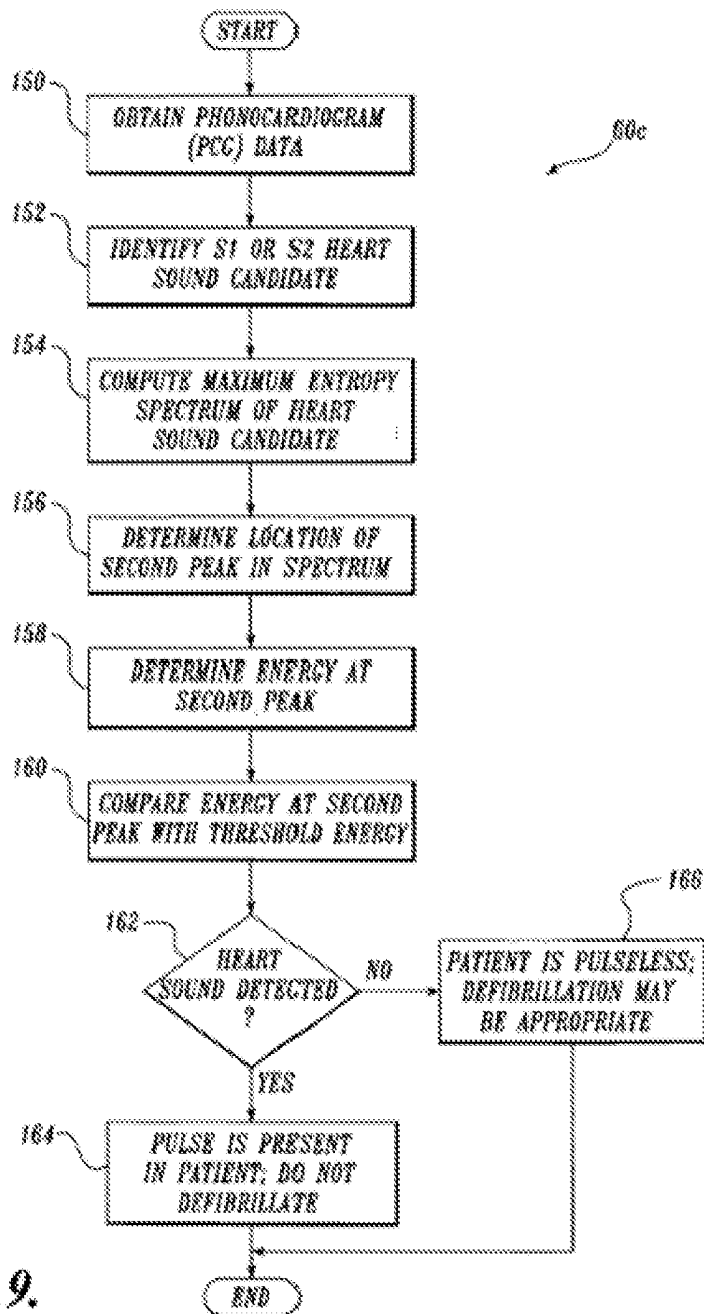 START
150
OBTAIN PHONOCARDIOGRAM
(PCG) DATA
60c
152
IDENTIFY S1 OR S2 HEART
SOUND CANDIDATE
154
COMPUTE MAXIMUM ENTROPY
SPECTRUM OF HEART
SOUND CANDIDATE
156
DETERMINE LOCATION OF
SECOND PEAK IN SPECTRUM
158
DETERMINE ENERGY AT
SECOND PEAK
160
COMPARE ENERGY AT SECOND
PEAK WITH THRESHOLD ENERGY
162
HEART
SOUND DETECTED
?
NO
166
PATIENT IS PULSELESS;
DEFIBRILLATION MAY
BE APPROPRIATE
YES
164
PULSE IS PRESENT
IN PATIENT; DO NOT
DEFIBRILLATE
END
9.